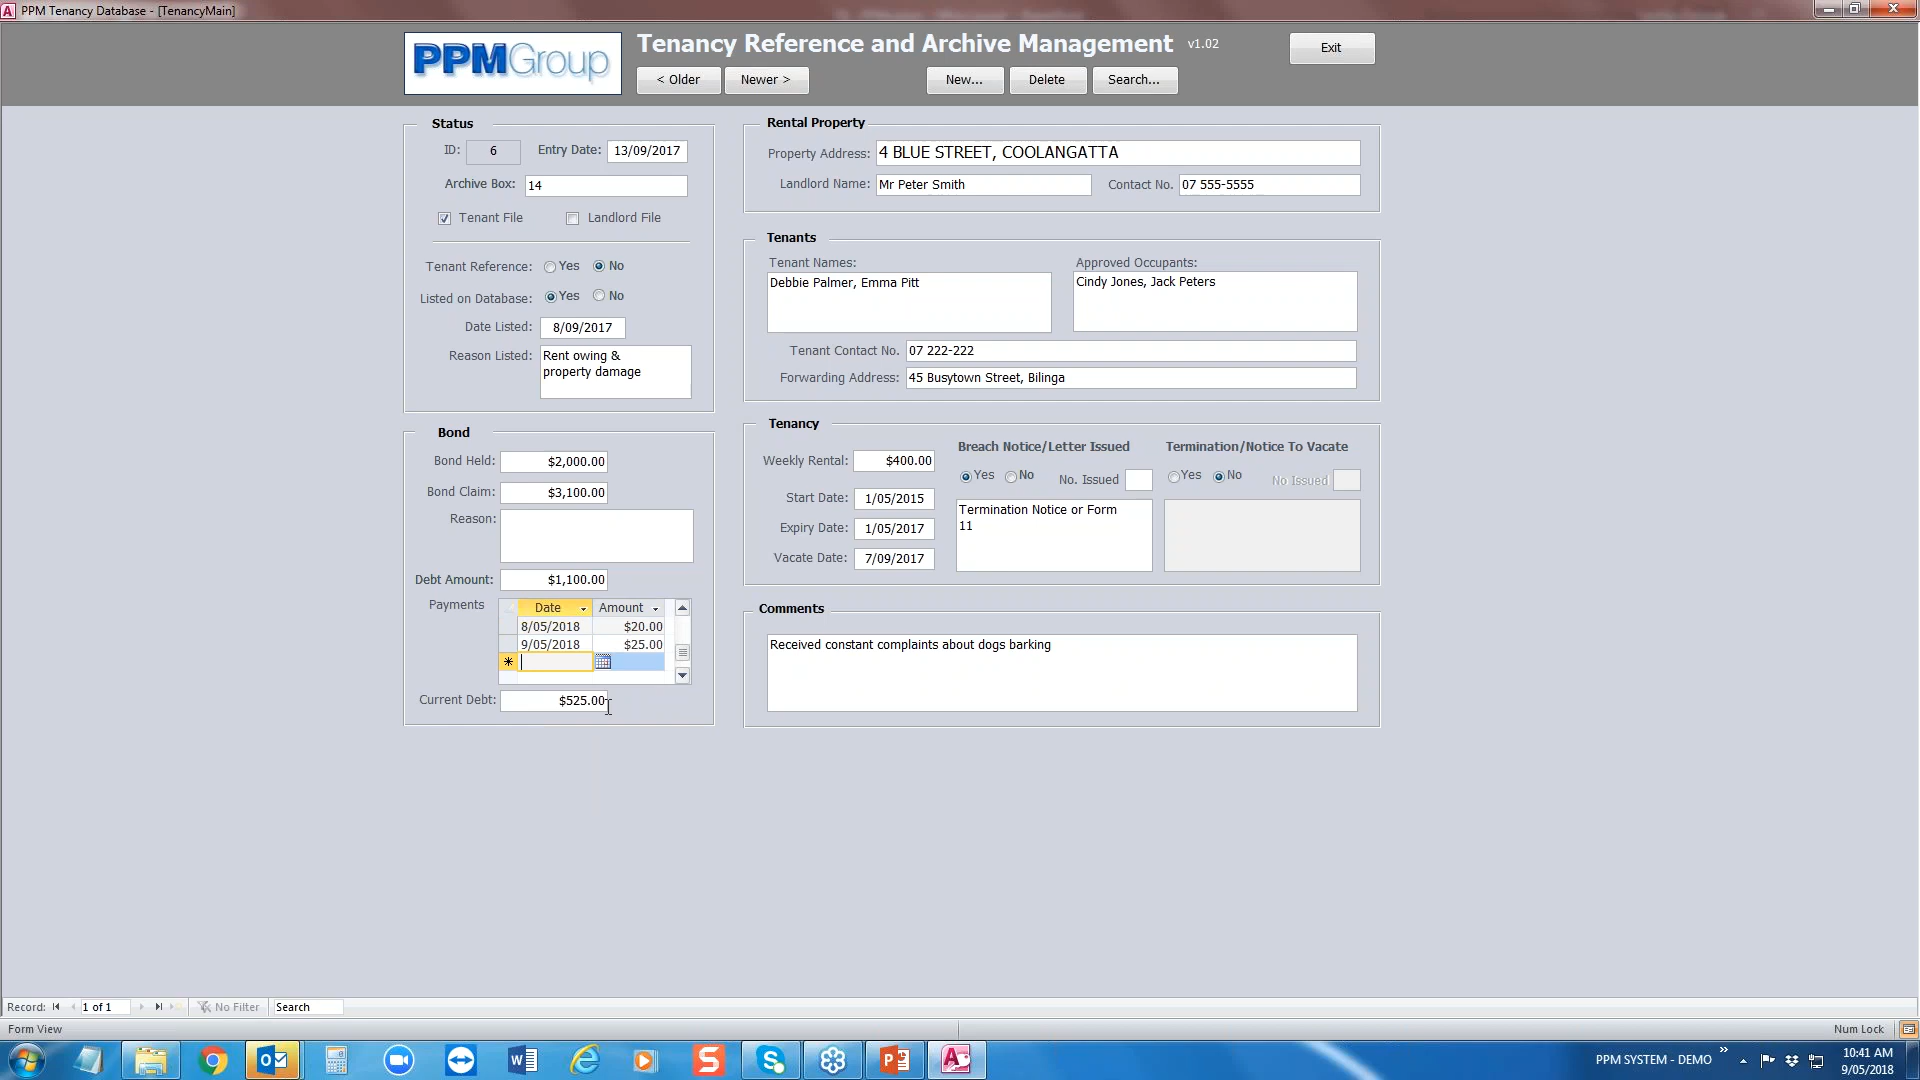 PPM Tenancy Database - [TenancyMain]
PPMGroup
Tenancy Reference and Archive Management v1.02
Exit
< Older
Newer >
New...
Delete
Search...
Status
ID: 6
Entry Date: 13/09/2017
Archive Box: 14
Tenant File
Landlord File
Tenant Reference: Yes No
Listed on Database: Yes No
Date Listed: 8/09/2017
Reason Listed: Rent owing &
property damage
Bond
Bond Held: $2,000.00
Bond Claim: $3,100.00
Reason:
Debt Amount: $1,100.00
Payments
Date Amount
8/05/2018 $20.00
9/05/2018 $25.00
Current Debt: $525.00
Rental Property
Property Address: 4 BLUE STREET, COOLANGATTA
Landlord Name: Mr Peter Smith
Contact No. 07 555-5555
Tenants
Tenant Names:
Debbie Palmer, Emma Pitt
Approved Occupants:
Cindy Jones, Jack Peters
Tenant Contact No. 07 222-222
Forwarding Address: 45 Busytown Street, Bilinga
Tenancy
Weekly Rental: $400.00
Start Date: 1/05/2015
Expiry Date: 1/05/2017
Vacate Date: 7/09/2017
Breach Notice/Letter Issued
Yes No No. Issued
Termination Notice or Form
11
Termination/Notice To Vacate
Yes No No Issued
Comments
Received constant complaints about dogs barking
Record: 1 of 1 No Filter Search
Form View
Num Lock
PPM SYSTEM - DEMO
10:41 AM
9/05/2018